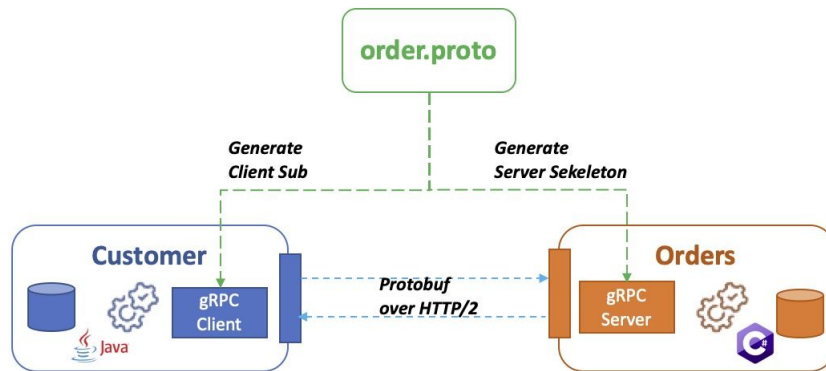 order.proto
Generate
Client Sub
Generate
Server Sekeleton
Customer
gRPC
Client
Java
Protobuf
over HTTP/2
Orders
gRPC
Server
C#